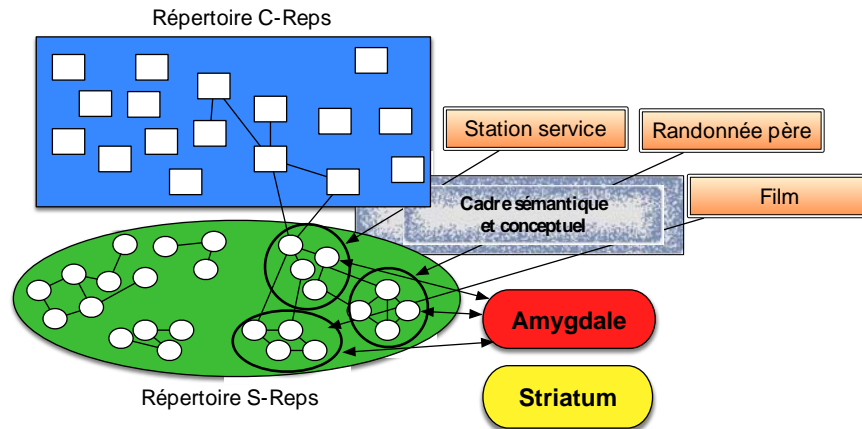 Répertoire C-Reps
Station service
Randonnée père
Film
Cadre sémantique
et conceptuel
Amygdale
Répertoire S-Reps
Striatum